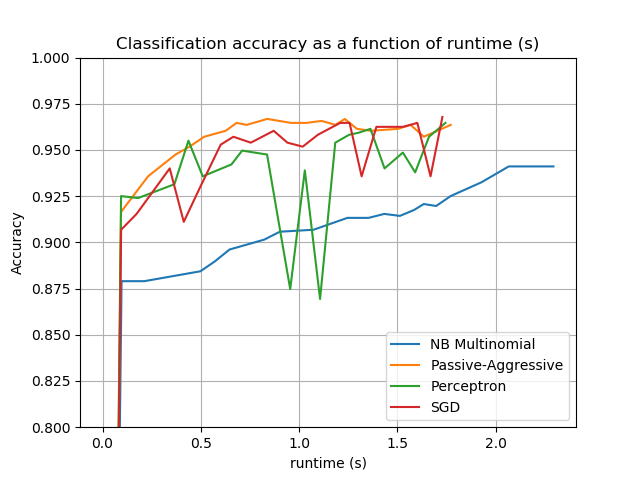 Classification accuracy as a function of runtime (s)
1.000
0.975
0.950
0.925
0.900
0.875
0.850
0.825
0.800
Accuracy
NB Multinomial
Passive-Aggressive
Perceptron
SGD
0.0 0.5 1.0 1.5 2.0
runtime (s)